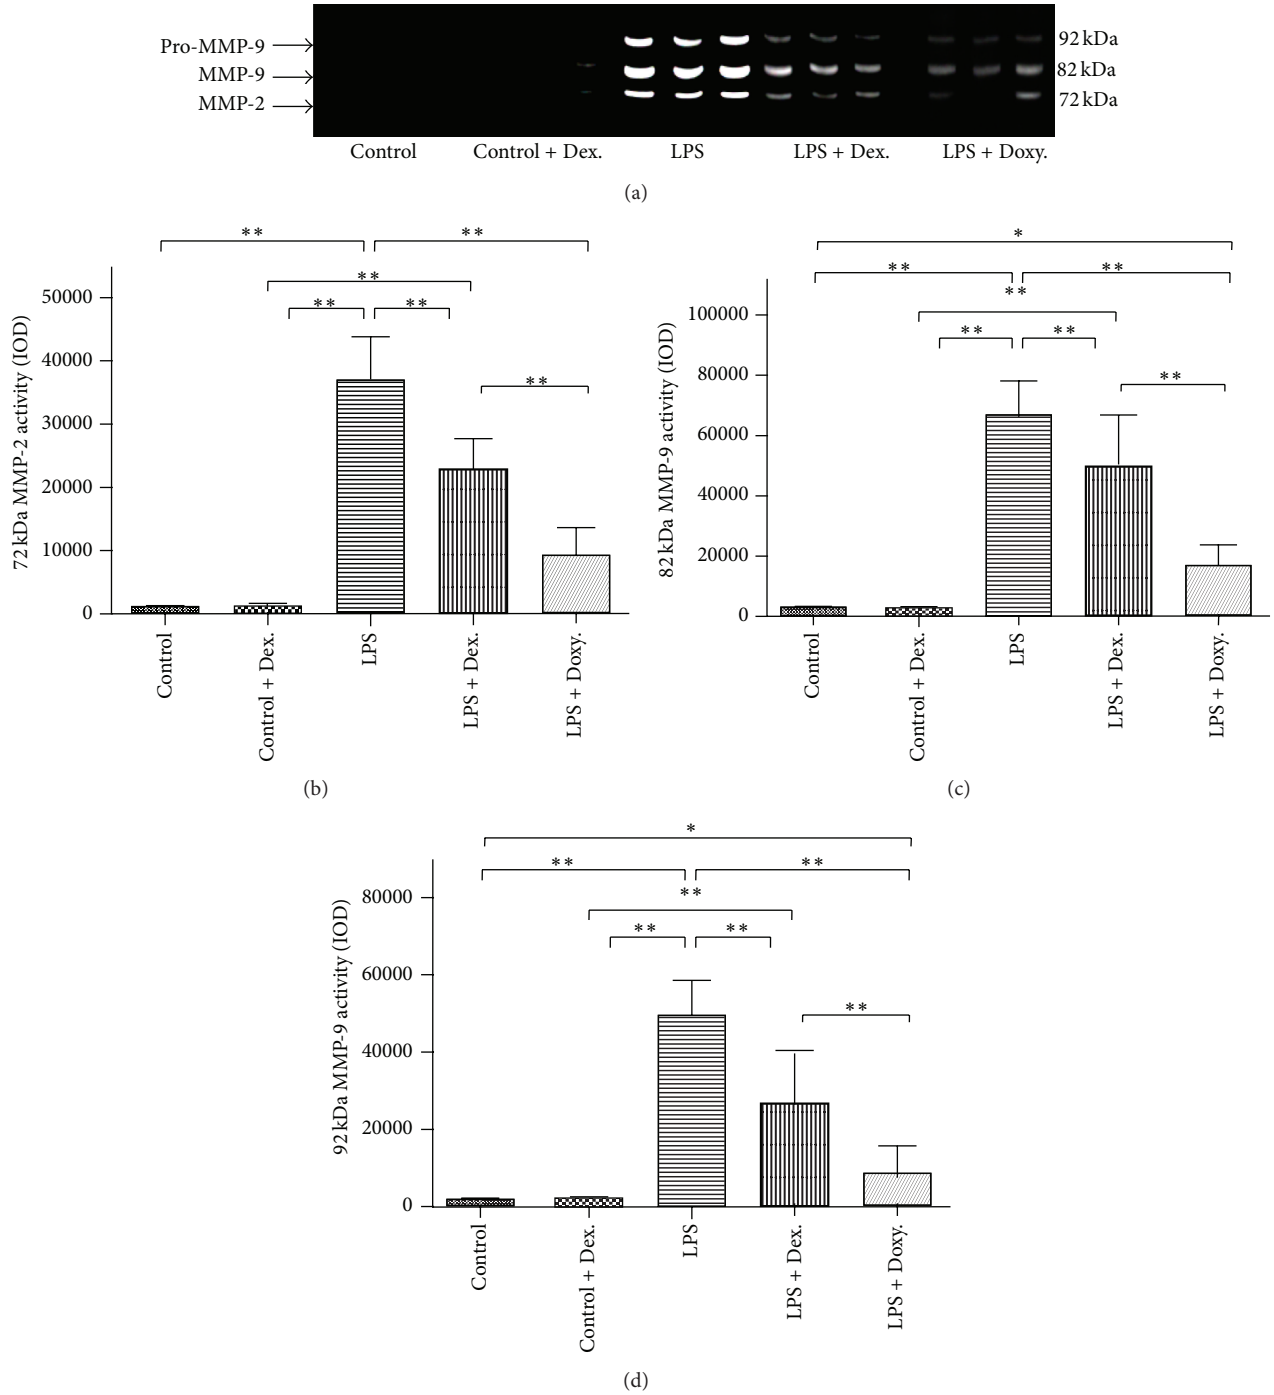 Pro-MMP-9
MMP-9
MMP-2
92 kDa
82 kDa
72 kDa
Control
Control + Dex.
LPS
LPS + Dex.
LPS + Doxy.
(a)
**
**
**
**
**
**
72 kDa MMP-2 activity (IOD)
50000
40000
30000
20000
10000
0
Control
Control + Dex.
LPS
LPS + Dex.
LPS + Doxy.
(b)
*
**
**
**
**
**
**
82 kDa MMP-9 activity (IOD)
100000
80000
60000
40000
20000
0
Control
Control + Dex.
LPS
LPS + Dex.
LPS + Doxy.
(c)
*
**
**
**
**
**
**
92 kDa MMP-9 activity (IOD)
80000
60000
40000
20000
0
Control
Control + Dex.
LPS
LPS + Dex.
LPS + Doxy.
(d)